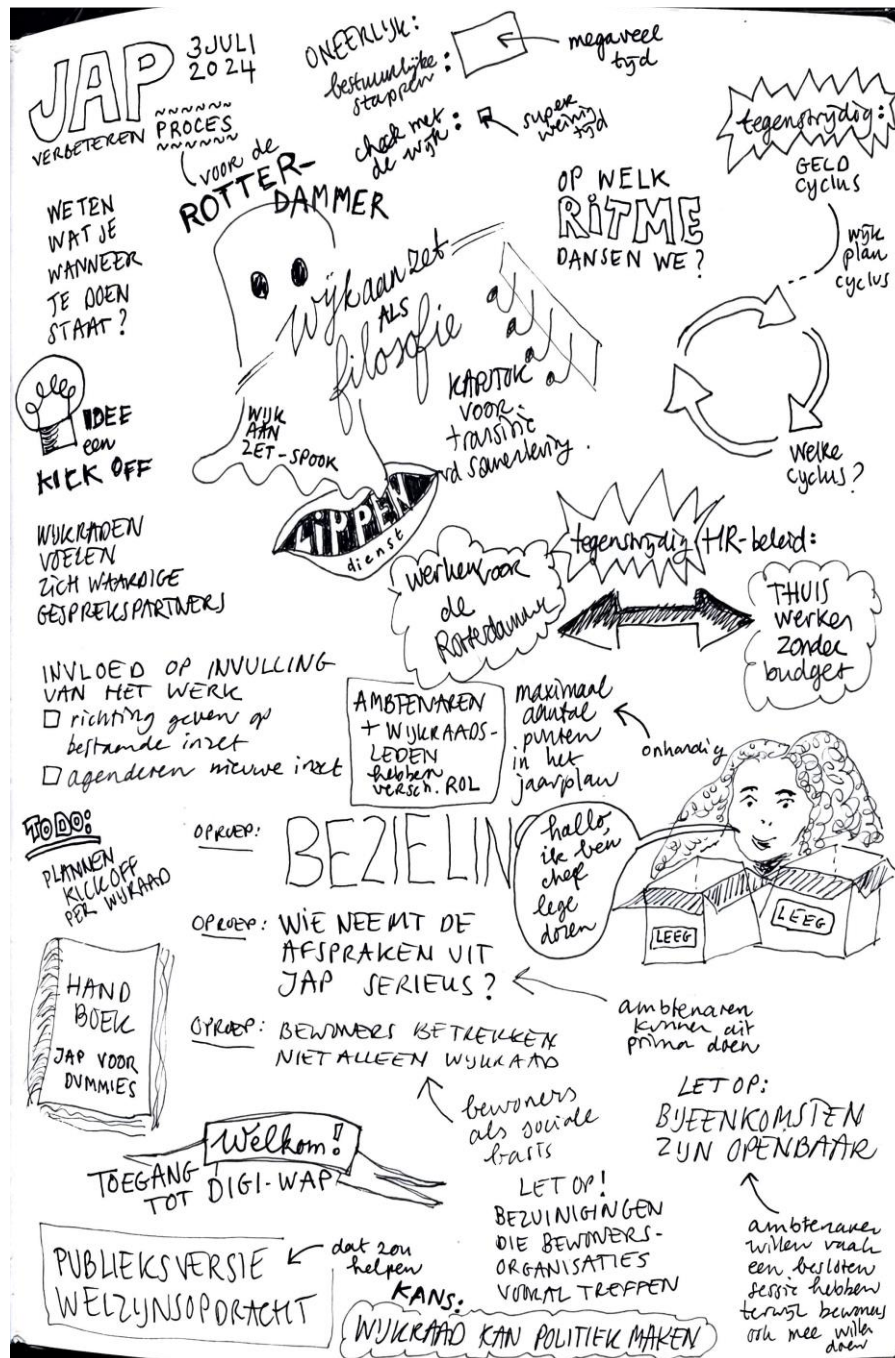 JAP
3 JULI
2024
VERBETEREN
PROCES
voor de
ROTTER-
DAMMER
ONEERLIJK:
bestuurlijke
stappen:
megaveel
tijd
check met
de wijk:
super
weinig
tijd
tegenstrijdig:
GELD
cyclus
wijk
plan
cyclus
welke
cyclus?
OP WELK
RITME
DANSEN WE?
WETEN
WAT JE
WANNEER
TE DOEN
STAAT?
Wijk aan zet
ALS
filosofie
KAPSTOK
VOOR
transitie
vd samenleving.
WIJK
AAN
ZET-SPOOK
LIPPEN
dienst
IDEE
een
KICK OFF
WIJKRADEN
VOELEN
ZICH WAARDIGE
GESPREKSPARTNERS
tegenstrijdig HR-beleid:
werken voor
de
Rotterdammer
THUIS
werken
zonder
budget
INVLOED OP INVULLING
VAN HET WERK
richting geven op
bestaande inzet
agenderen nieuwe inzet
AMBTENAREN
+ WIJKRAADS-
LEDEN
hebben
versch. ROL
maximaal
aantal
punten
in het
jaarplan
onhandig
TODO:
PLANNEN
KICKOFF
PER WIJKRAAD
OPROEP: BEZIELIN
hallo,
ik ben
chef
lege
dozen
LEEG
LEEG
OPROEP: WIE NEEMT DE
AFSPRAKEN UIT
JAP SERIEUS?
ambtenaren
kunnen dit
prima doen
HAND
BOEK
JAP VOOR
DUMMIES
OPROEP: BEWONERS BETREKKEN
NIET ALLEEN WIJKRAAD
bewoners
als sociale
basis
LET OP:
BIJEENKOMSTEN
ZIJN OPENBAAR
ambtenaren
willen vaak
een besloten
sessie hebben
terwijl bewoners
ook mee willen
doen
Welkom!
TOEGANG
TOT DIGI-WAP
LET OP!
BEZUINIGINGEN
DIE BEWONERS-
ORGANISATIES
VOORAL TREFFEN
PUBLIEKSVERSIE
WELZIJNSOPDRACHT
dat zou
helpen
KANS:
WIJKRAAD KAN POLITIEK MAKEN